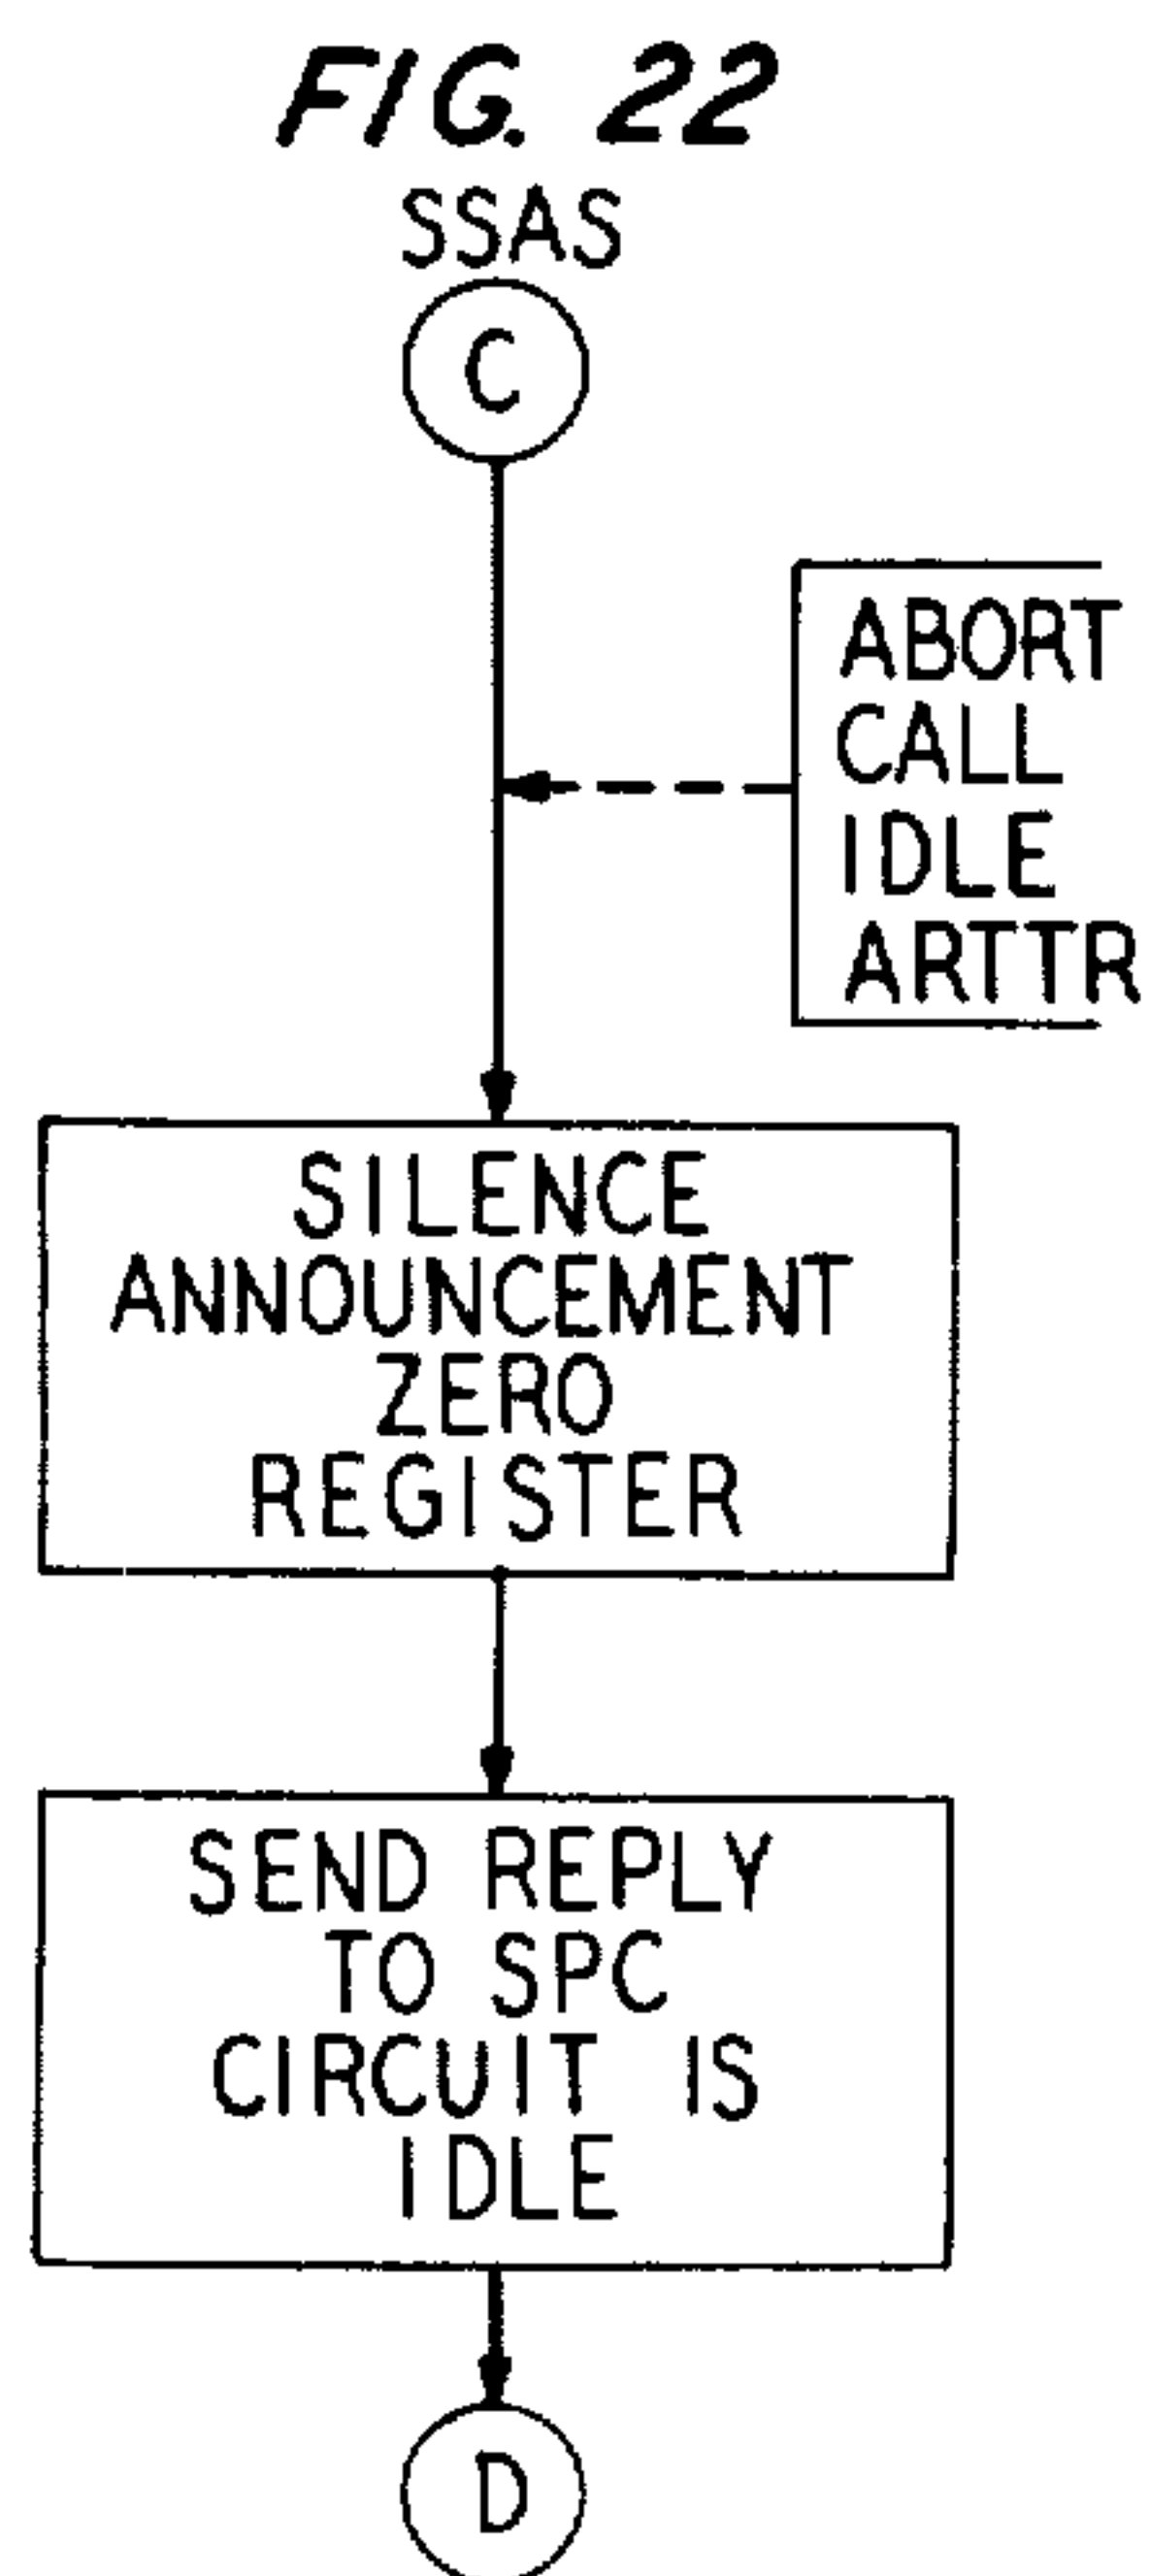 FIG. 22
SSAS
C
ABORT
CALL
IDLE
ARTTR
SILENCE
ANNOUNCEMENT
ZERO
REGISTER
SEND REPLY
TO SPC
CIRCUIT IS
IDLE
D